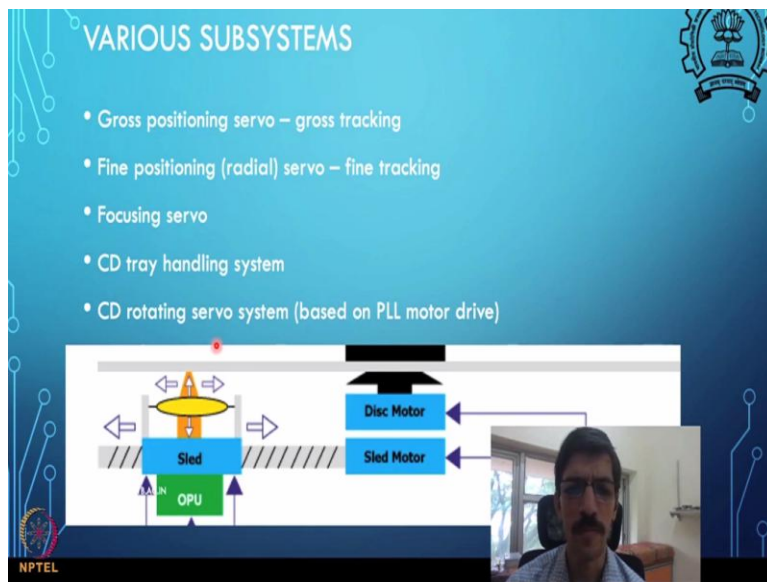 VARIOUS SUBSYSTEMS
• Gross positioning servo – gross tracking
• Fine positioning (radial) servo – fine tracking
• Focusing servo
• CD tray handling system
• CD rotating servo system (based on PLL motor drive)
Disc Motor
Sled
Sled Motor
OPU
NPTEL